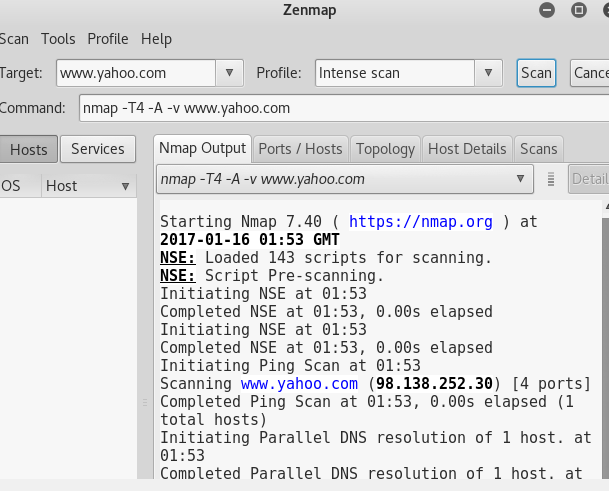 Zenmap
Scan Tools Profile Help
Target: www.yahoo.com Profile: Intense scan Scan Cance
Command: nmap -T4 -A -v www.yahoo.com
Hosts Services Nmap Output Ports / Hosts Topology Host Details Scans
OS Host nmap -T4 -A -v www.yahoo.com Detail
Starting Nmap 7.40 ( https://nmap.org ) at
2017-01-16 01:53 GMT
NSE: Loaded 143 scripts for scanning.
NSE: Script Pre-scanning.
Initiating NSE at 01:53
Completed NSE at 01:53, 0.00s elapsed
Initiating NSE at 01:53
Completed NSE at 01:53, 0.00s elapsed
Initiating Ping Scan at 01:53
Scanning www.yahoo.com (98.138.252.30) [4 ports]
Completed Ping Scan at 01:53, 0.00s elapsed (1
total hosts)
Initiating Parallel DNS resolution of 1 host. at
01:53
Completed Parallel DNS resolution of 1 host. at